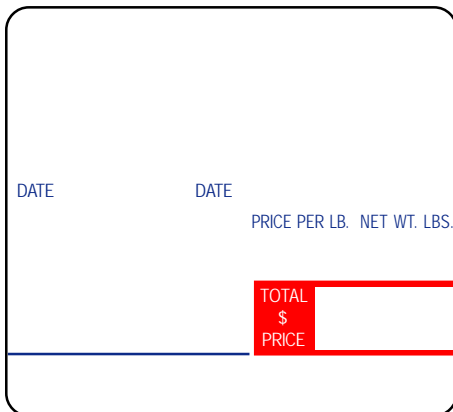 DATE DATE
PRICE PER LB. NET WT. LBS.
TOTAL
$
PRICE